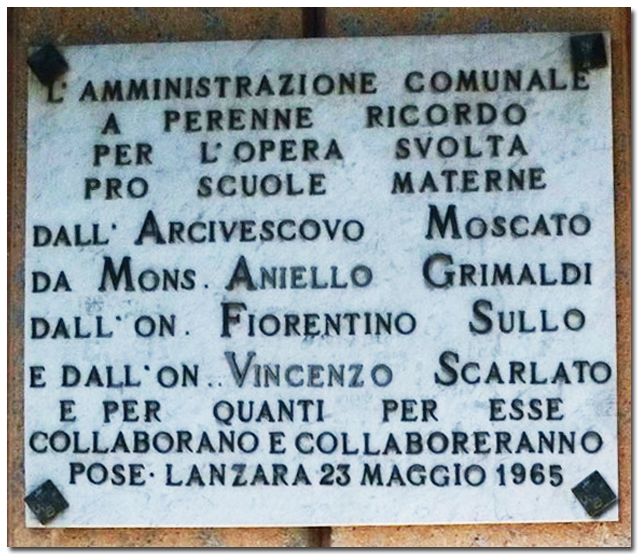 L'AMMINISTRAZIONE COMUNALE
A PERENNE RICORDO
PER L'OPERA SVOLTA
PRO SCUOLE MATERNE
DALL' ARCIVESCOVO MOSCATO
DA MONS. ANIELLO GRIMALDI
DALL'ON. FIORENTINO SULLO
E DALL'ON.. VINCENZO SCARLATO
E PER QUANTI PER ESSE
COLLABORANO E COLLABORERANNO
POSE· LANZARA 23 MAGGIO 1965